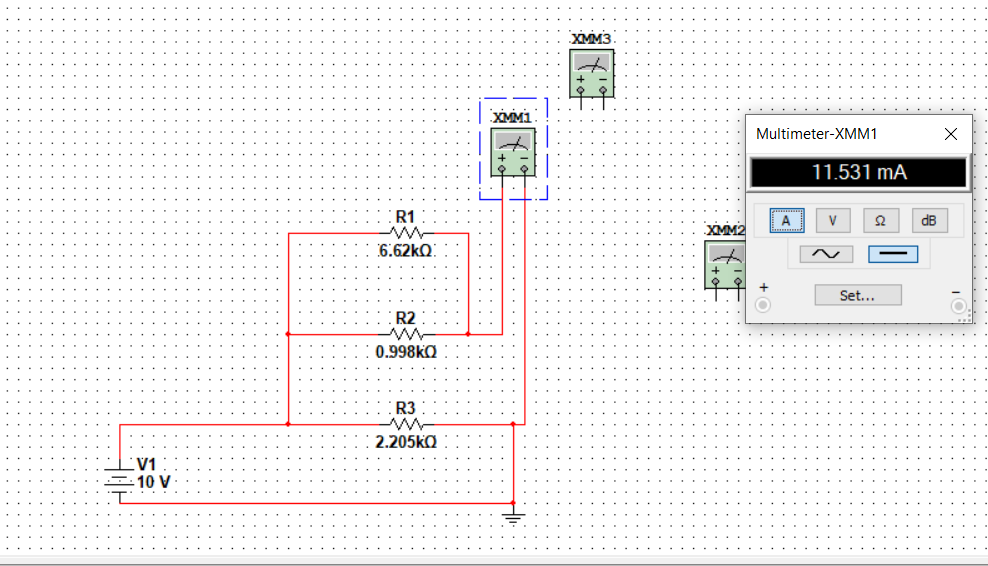 XMM3
+ −
XMM1
+ −
Multimeter-XMM1
11.531 mA
A V Ω dB
Set...
+ −
XMM2
+ −
R1
6.62kΩ
R2
0.998kΩ
R3
2.205kΩ
V1
10 V